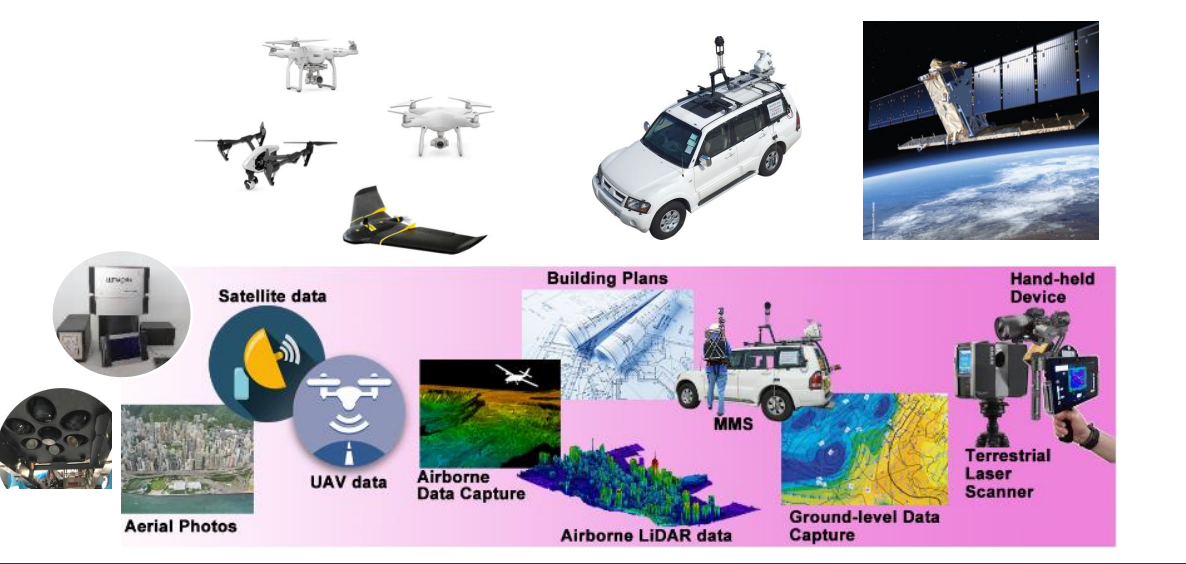 Building Plans
Hand-held
Device
Satellite data
MMS
UAV data
Airborne
Data Capture
Terrestrial
Laser
Scanner
Aerial Photos
Airborne LiDAR data
Ground-level Data
Capture